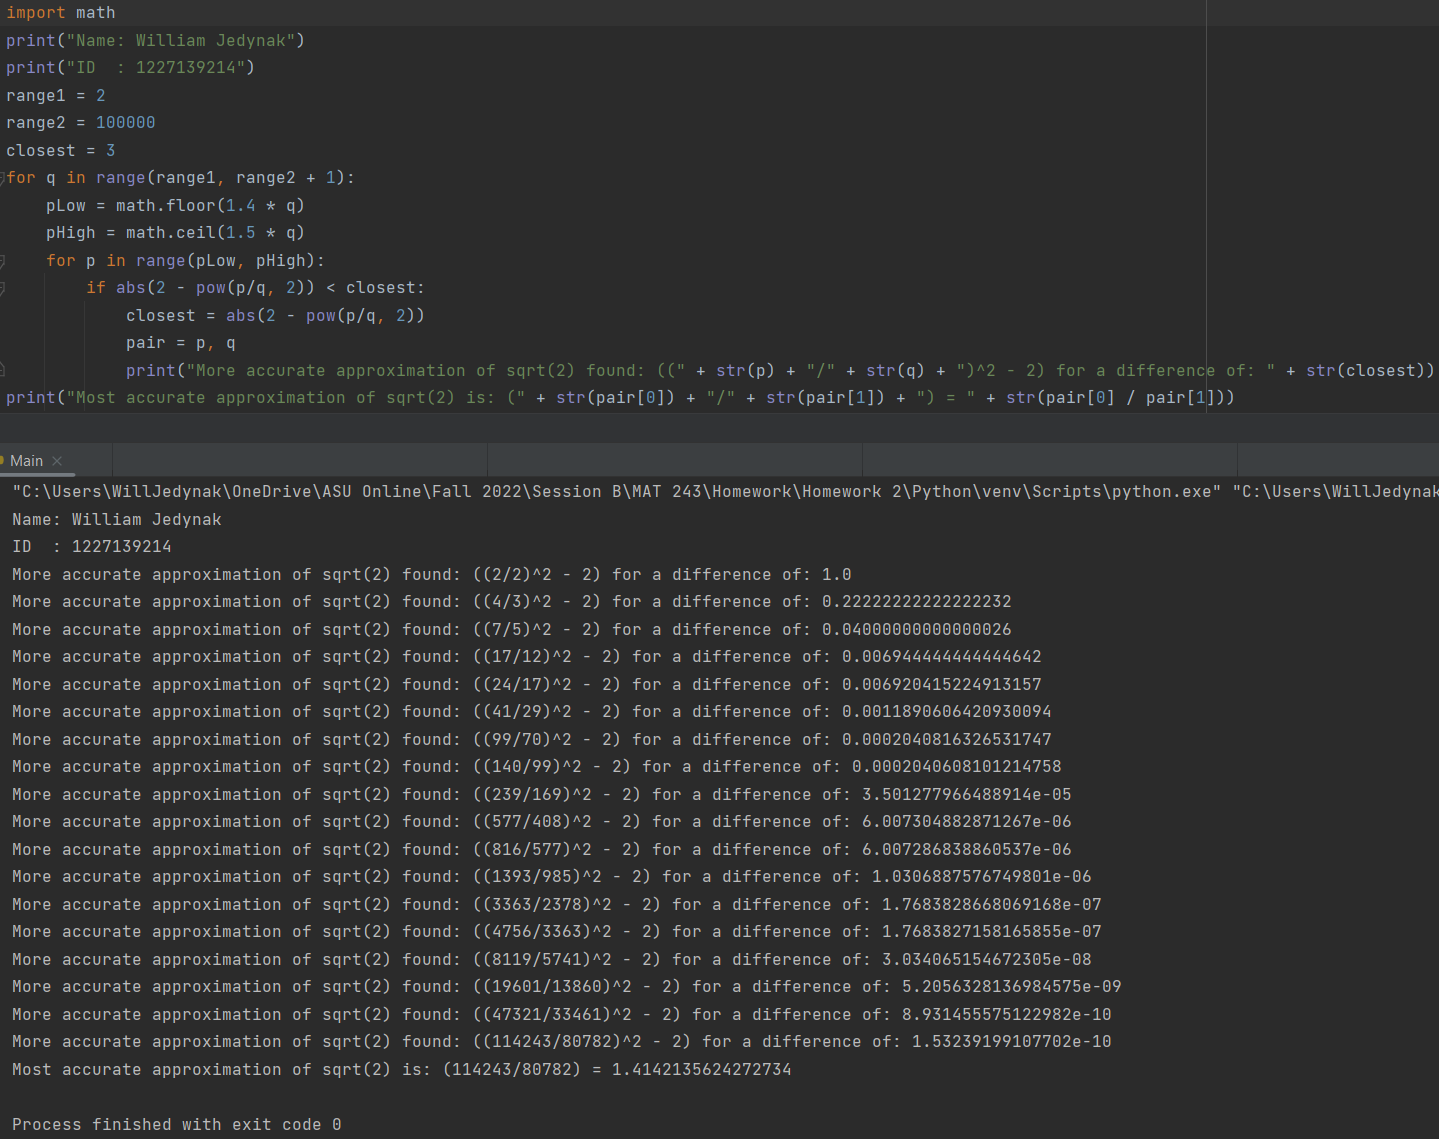 import math
print("Name: William Jedynak")
print("ID  : 1227139214")
range1 = 2
range2 = 100000
closest = 3
for q in range(range1, range2 + 1):
    pLow = math.floor(1.4 * q)
    pHigh = math.ceil(1.5 * q)
    for p in range(pLow, pHigh):
        if abs(2 - pow(p/q, 2)) < closest:
            closest = abs(2 - pow(p/q, 2))
            pair = p, q
            print("More accurate approximation of sqrt(2) found: ((" + str(p) + "/" + str(q) + ")^2 - 2) for a difference of: " + str(closest))
print("Most accurate approximation of sqrt(2) is: (" + str(pair[0]) + "/" + str(pair[1]) + ") = " + str(pair[0] / pair[1]))
Main
"C:\Users\WillJedynak\OneDrive\ASU Online\Fall 2022\Session B\MAT 243\Homework\Homework 2\Python\venv\Scripts\python.exe" "C:\Users\WillJedynak
Name: William Jedynak
ID  : 1227139214
More accurate approximation of sqrt(2) found: ((2/2)^2 - 2) for a difference of: 1.0
More accurate approximation of sqrt(2) found: ((4/3)^2 - 2) for a difference of: 0.22222222222222232
More accurate approximation of sqrt(2) found: ((7/5)^2 - 2) for a difference of: 0.04000000000000026
More accurate approximation of sqrt(2) found: ((17/12)^2 - 2) for a difference of: 0.006944444444444642
More accurate approximation of sqrt(2) found: ((24/17)^2 - 2) for a difference of: 0.006920415224913157
More accurate approximation of sqrt(2) found: ((41/29)^2 - 2) for a difference of: 0.0011890606420930094
More accurate approximation of sqrt(2) found: ((99/70)^2 - 2) for a difference of: 0.0002040816326531747
More accurate approximation of sqrt(2) found: ((140/99)^2 - 2) for a difference of: 0.0002040608101214758
More accurate approximation of sqrt(2) found: ((239/169)^2 - 2) for a difference of: 3.501277966488914e-05
More accurate approximation of sqrt(2) found: ((577/408)^2 - 2) for a difference of: 6.007304882871267e-06
More accurate approximation of sqrt(2) found: ((816/577)^2 - 2) for a difference of: 6.007286838860537e-06
More accurate approximation of sqrt(2) found: ((1393/985)^2 - 2) for a difference of: 1.0306887576749801e-06
More accurate approximation of sqrt(2) found: ((3363/2378)^2 - 2) for a difference of: 1.7683828668069168e-07
More accurate approximation of sqrt(2) found: ((4756/3363)^2 - 2) for a difference of: 1.7683827158165855e-07
More accurate approximation of sqrt(2) found: ((8119/5741)^2 - 2) for a difference of: 3.034065154672305e-08
More accurate approximation of sqrt(2) found: ((19601/13860)^2 - 2) for a difference of: 5.2056328136984575e-09
More accurate approximation of sqrt(2) found: ((47321/33461)^2 - 2) for a difference of: 8.931455575122982e-10
More accurate approximation of sqrt(2) found: ((114243/80782)^2 - 2) for a difference of: 1.53239199107702e-10
Most accurate approximation of sqrt(2) is: (114243/80782) = 1.4142135624272734
Process finished with exit code 0